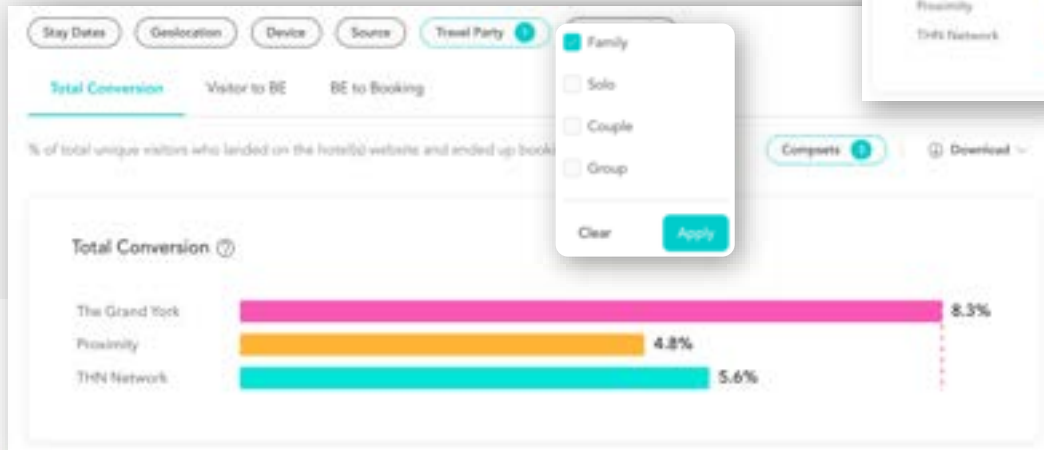 Proximity
THN Network
Stay Dates
Geolocation
Device
Source
Travel Party
Family
Solo
Couple
Group
Clear
Apply
Total Conversion
Visitor to BE
BE to Booking
% of total unique visitors who landed on the hotel(s) website and ended up booki
Compsets
Download
Total Conversion ?
The Grand York
8.3%
Proximity
4.8%
THN Network
5.6%